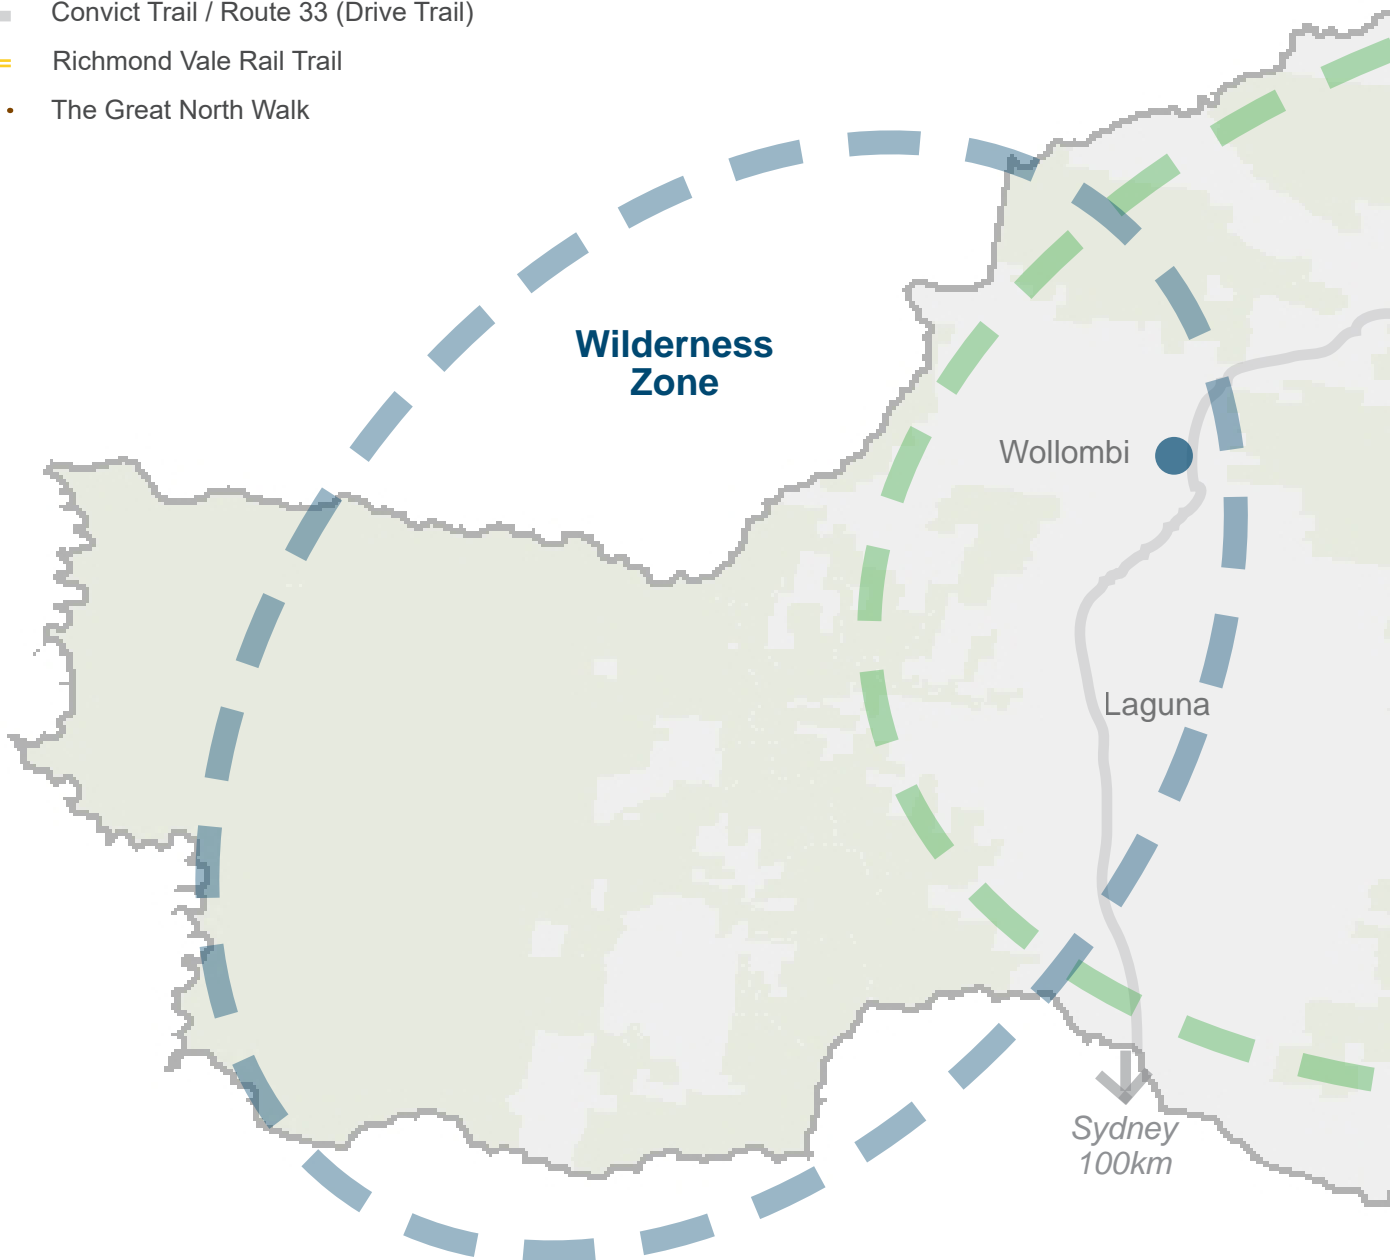 Convict Trail / Route 33 (Drive Trail)
Richmond Vale Rail Trail
The Great North Walk
Wilderness
Zone
Wollombi
Laguna
Sydney
100km